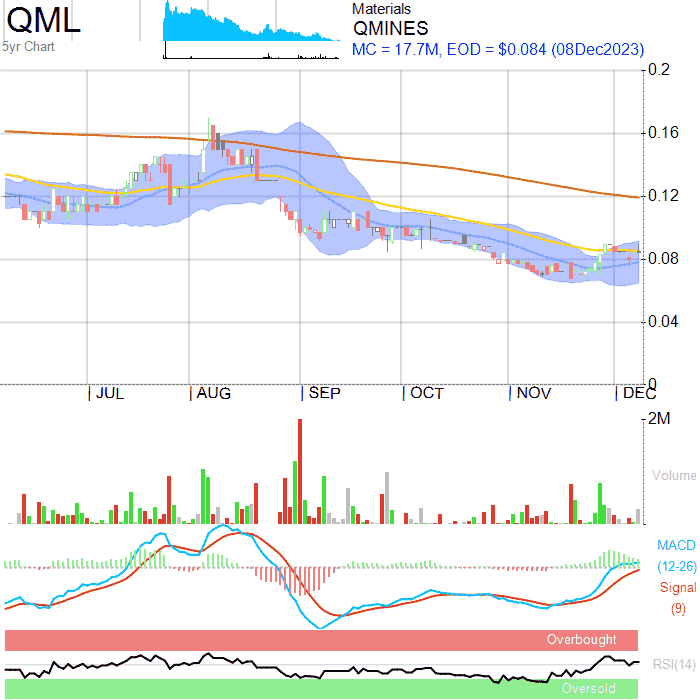 QML
5yr Chart
Materials
QMINES
MC = 17.7M, EOD = $0.084 (08Dec2023)
0.2
0.16
0.12
0.08
0.04
0
JUL AUG SEP OCT NOV DEC
2M
Volume
MACD
(12-26)
Signal
(9)
Overbought
RSI(14)
Oversold